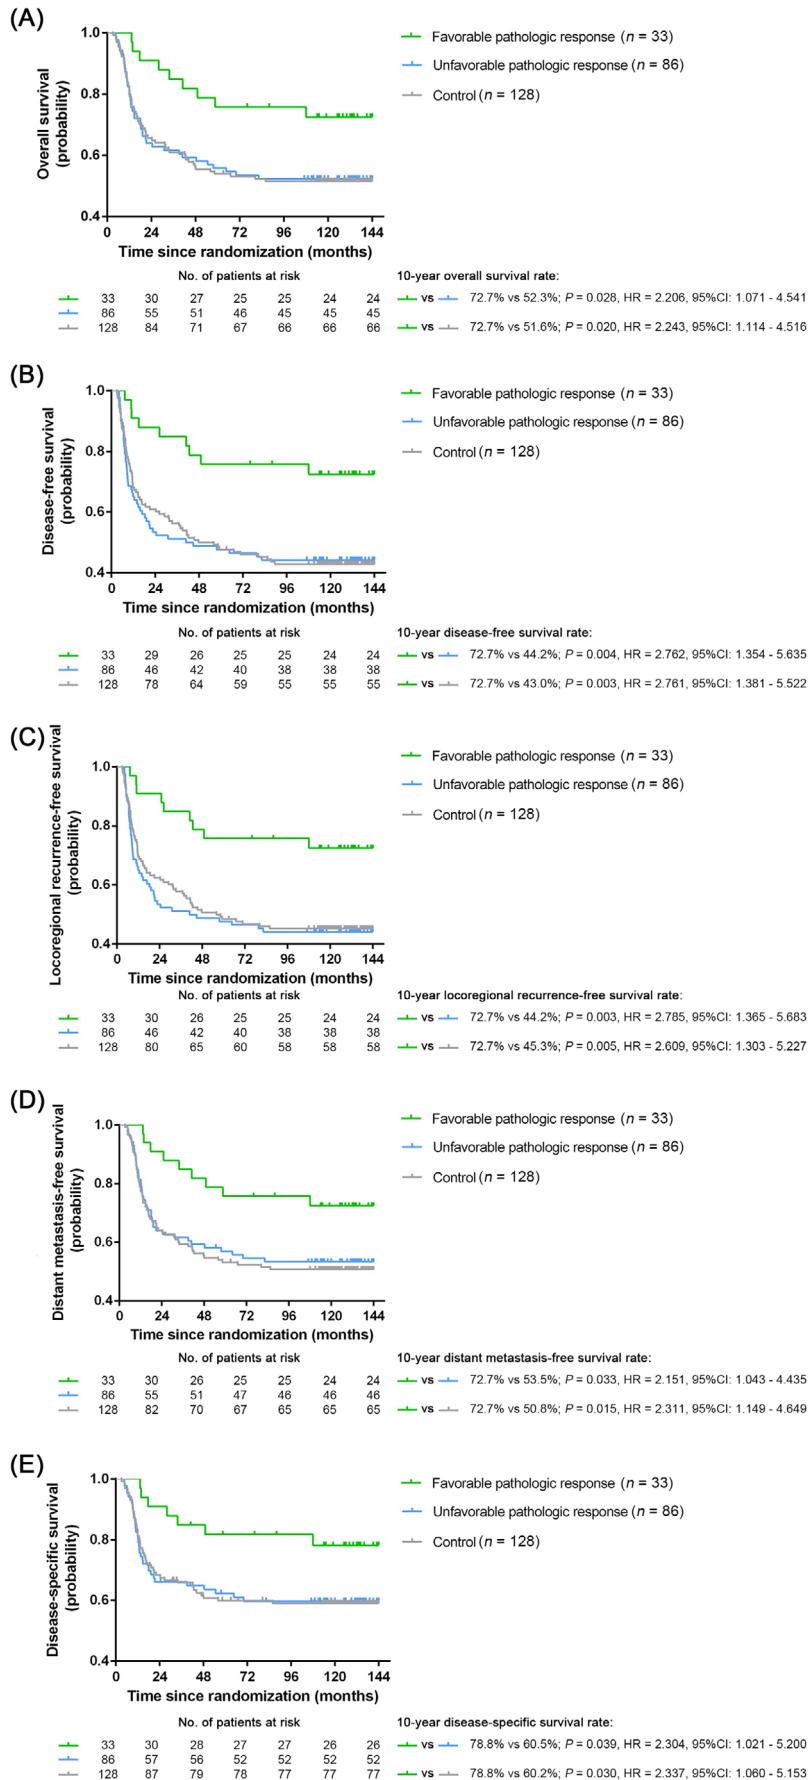 (A)
Overall survival
(probability)
1.0
0.8
0.6
0.4
0 24 48 72 96 120 144
Time since randomization (months)
Favorable pathologic response (n = 33)
Unfavorable pathologic response (n = 86)
Control (n = 128)
No. of patients at risk
33 30 27 25 25 24 24
86 55 51 46 45 45 45
128 84 71 67 66 66 66
10-year overall survival rate:
vs 72.7% vs 52.3%; P = 0.028, HR = 2.206, 95%CI: 1.071 - 4.541
vs 72.7% vs 51.6%; P = 0.020, HR = 2.243, 95%CI: 1.114 - 4.516
(B)
Disease-free survival
(probability)
1.0
0.8
0.6
0.4
0 24 48 72 96 120 144
Time since randomization (months)
Favorable pathologic response (n = 33)
Unfavorable pathologic response (n = 86)
Control (n = 128)
No. of patients at risk
33 29 26 25 25 24 24
86 46 42 40 38 38 38
128 78 64 59 55 55 55
10-year disease-free survival rate:
vs 72.7% vs 44.2%; P = 0.004, HR = 2.762, 95%CI: 1.354 - 5.635
vs 72.7% vs 43.0%; P = 0.003, HR = 2.761, 95%CI: 1.381 - 5.522
(C)
Locoregional recurrence-free survival
(probability)
1.0
0.8
0.6
0.4
0 24 48 72 96 120 144
Time since randomization (months)
Favorable pathologic response (n = 33)
Unfavorable pathologic response (n = 86)
Control (n = 128)
No. of patients at risk
33 30 26 25 25 24 24
86 46 42 40 38 38 38
128 80 65 60 58 58 58
10-year locoregional recurrence-free survival rate:
vs 72.7% vs 44.2%; P = 0.003, HR = 2.785, 95%CI: 1.365 - 5.683
vs 72.7% vs 45.3%; P = 0.005, HR = 2.609, 95%CI: 1.303 - 5.227
(D)
Distant metastasis-free survival
(probability)
1.0
0.8
0.6
0.4
0 24 48 72 96 120 144
Time since randomization (months)
Favorable pathologic response (n = 33)
Unfavorable pathologic response (n = 86)
Control (n = 128)
No. of patients at risk
33 30 26 25 25 24 24
86 55 51 47 46 46 46
128 82 70 67 65 65 65
10-year distant metastasis-free survival rate:
vs 72.7% vs 53.5%; P = 0.033, HR = 2.151, 95%CI: 1.043 - 4.435
vs 72.7% vs 50.8%; P = 0.015, HR = 2.311, 95%CI: 1.149 - 4.649
(E)
Disease-specific survival
(probability)
1.0
0.8
0.6
0.4
0 24 48 72 96 120 144
Time since randomization (months)
Favorable pathologic response (n = 33)
Unfavorable pathologic response (n = 86)
Control (n = 128)
No. of patients at risk
33 30 28 27 27 26 26
86 57 56 52 52 52 52
128 87 79 78 77 77 77
10-year disease-specific survival rate:
vs 78.8% vs 60.5%; P = 0.039, HR = 2.304, 95%CI: 1.021 - 5.200
vs 78.8% vs 60.2%; P = 0.030, HR = 2.337, 95%CI: 1.060 - 5.153